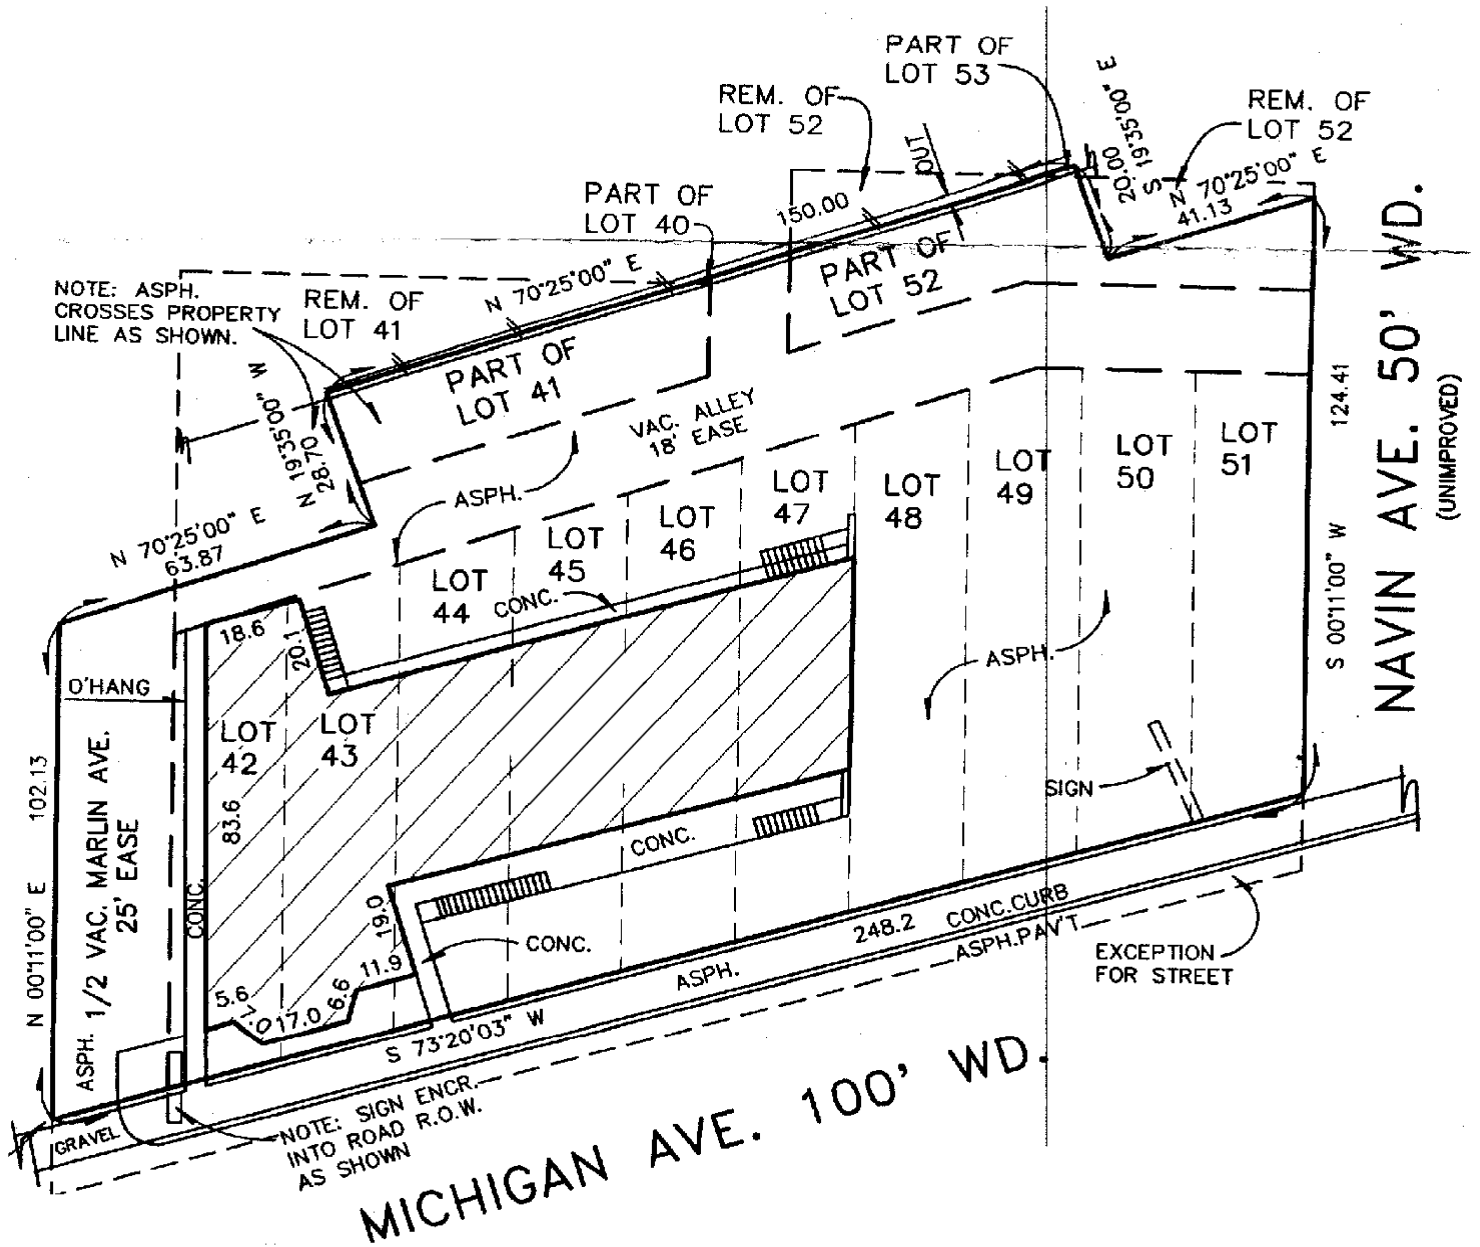 PART OF
LOT 53
REM. OF
LOT 52
S 19°35'00" E
20.00
REM. OF
LOT 52
OUT
N 70°25'00" E
41.13
PART OF
LOT 40
150.00
NOTE: ASPH.
CROSSES PROPERTY
LINE AS SHOWN.
REM. OF
LOT 41
N 70°25'00" E
PART OF
LOT 52
PART OF
LOT 41
N 19°35'00" W
28.70
VAC. ALLEY
18' EASE
124.41
NAVIN AVE. 50' WD.
(UNIMPROVED)
S 00°11'00" W
LOT
51
LOT
50
LOT
49
LOT
48
LOT
47
LOT
46
LOT
45
LOT
44
ASPH.
N 70°25'00" E
63.87
CONC.
18.6
20.1
ASPH.
O'HANG
LOT
42
LOT
43
102.13
N 00°11'00" E
ASPH. 1/2 VAC. MARLIN AVE.
25' EASE
83.6
CONC.
SIGN
CONC.
19.0
CONC.
11.9
6.6
5.6
7.0
17.0
248.2
CONC.CURB
ASPH.PAV'T
ASPH.
EXCEPTION
FOR STREET
S 73°20'03" W
GRAVEL
NOTE: SIGN ENCR.
INTO ROAD R.O.W.
AS SHOWN
MICHIGAN AVE. 100' WD.